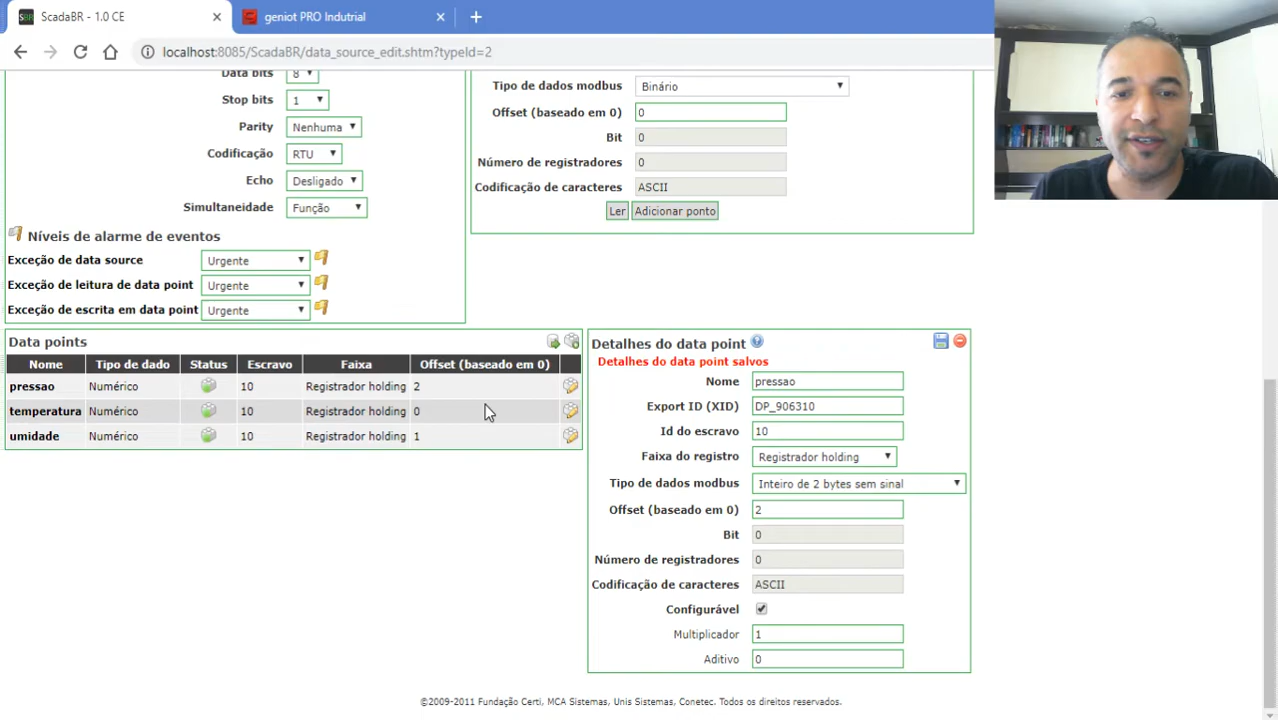 ScadaBR - 1.0 CE
geniot PRO Indutrial
localhost:8085/ScadaBR/data_source_edit.shtm?typeId=2
Data bits 8
Stop bits 1
Parity Nenhuma
Codificação RTU
Echo Desligado
Simultaneidade Função
Níveis de alarme de eventos
Exceção de data source Urgente
Exceção de leitura de data point Urgente
Exceção de escrita em data point Urgente
Tipo de dados modbus Binário
Offset (baseado em 0) 0
Bit 0
Número de registradores 0
Codificação de caracteres ASCII
Ler Adicionar ponto
Data points
Nome Tipo de dado Status Escravo Faixa Offset (baseado em 0)
pressao Numérico 10 Registrador holding 2
temperatura Numérico 10 Registrador holding 0
umidade Numérico 10 Registrador holding 1
Detalhes do data point
Detalhes do data point salvos
Nome pressao
Export ID (XID) DP_906310
Id do escravo 10
Faixa do registro Registrador holding
Tipo de dados modbus Inteiro de 2 bytes sem sinal
Offset (baseado em 0) 2
Bit 0
Número de registradores 0
Codificação de caracteres ASCII
Configurável
Multiplicador 1
Aditivo 0
©2009-2011 Fundação Certi, MCA Sistemas, Unis Sistemas, Conetec. Todos os direitos reservados.